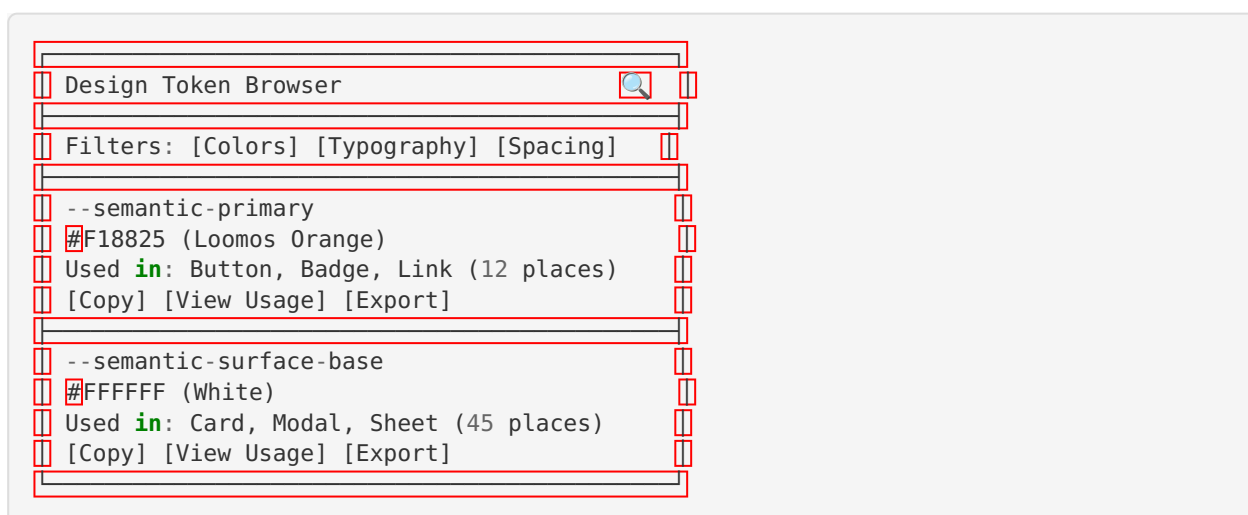 ┌─────────────────────────────────────────────┐
│ Design Token Browser                    🔍  │
├─────────────────────────────────────────────┤
│ Filters: [Colors] [Typography] [Spacing]   │
├─────────────────────────────────────────────┤
│ --semantic-primary                          │
│ #F18825 (Loomos Orange)                     │
│ Used in: Button, Badge, Link (12 places)    │
│ [Copy] [View Usage] [Export]                │
├─────────────────────────────────────────────┤
│ --semantic-surface-base                     │
│ #FFFFFF (White)                             │
│ Used in: Card, Modal, Sheet (45 places)     │
│ [Copy] [View Usage] [Export]                │
└─────────────────────────────────────────────┘